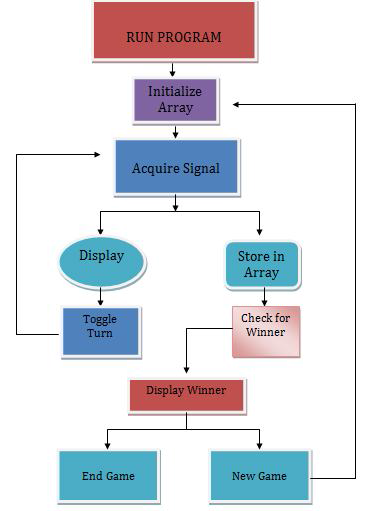 RUN PROGRAM
Initialize
Array
Acquire Signal
Display
Store in
Array
Toggle
Turn
Check for
Winner
Display Winner
End Game
New Game